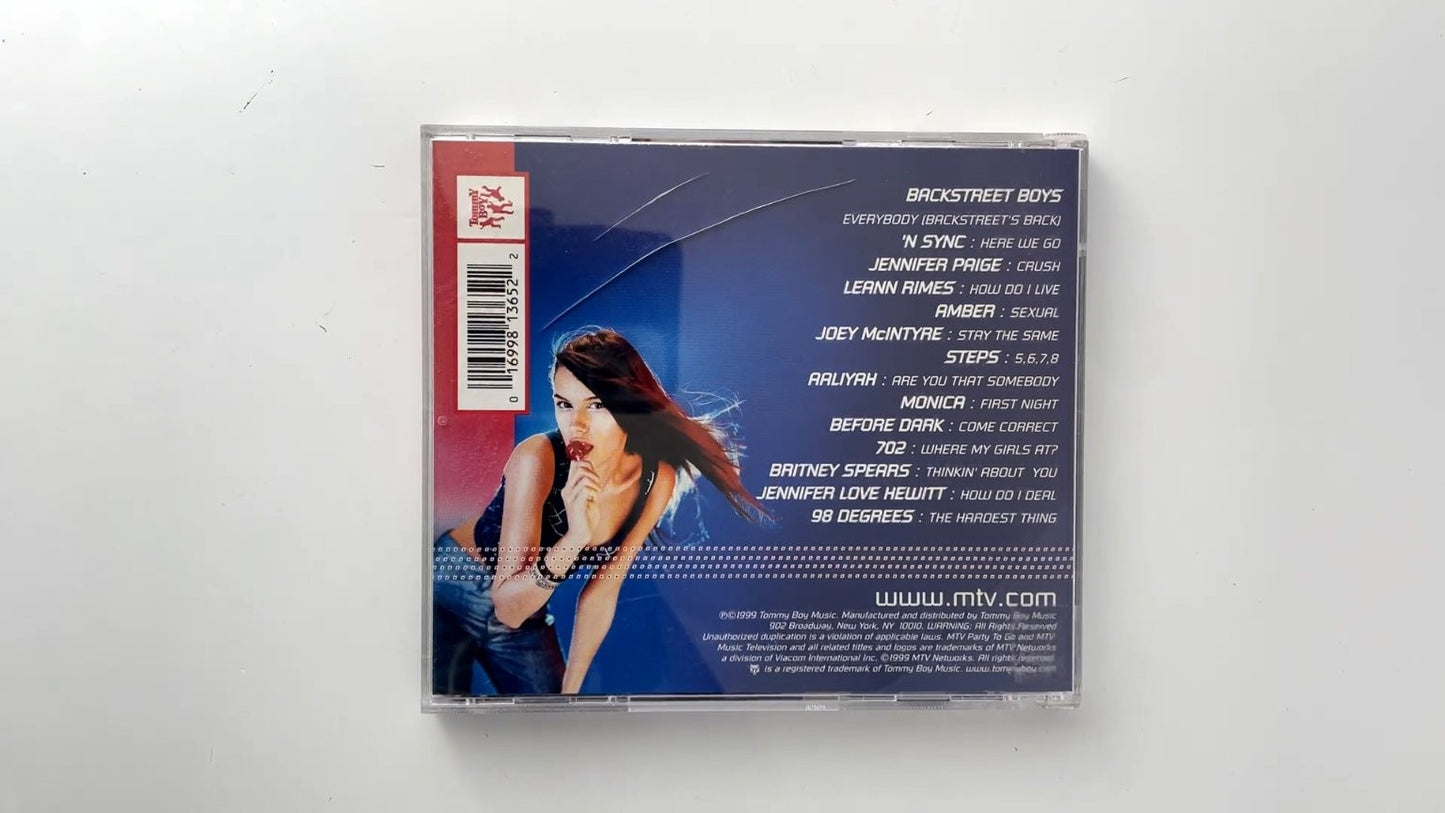 Tommy
Boy
0 16998 13652 2
BACKSTREET BOYS
EVERYBODY (BACKSTREET'S BACK)
'N SYNC : HERE WE GO
JENNIFER PAIGE : CRUSH
LEANN RIMES : HOW DO I LIVE
AMBER : SEXUAL
JOEY McINTYRE : STAY THE SAME
STEPS : 5,6,7,8
AALIYAH : ARE YOU THAT SOMEBODY
MONICA : FIRST NIGHT
BEFORE DARK : COME CORRECT
702 : WHERE MY GIRLS AT?
BRITNEY SPEARS : THINKIN' ABOUT YOU
JENNIFER LOVE HEWITT : HOW DO I DEAL
98 DEGREES : THE HARDEST THING
www.mtv.com
℗©1999 Tommy Boy Music. Manufactured and distributed by Tommy Boy Music
902 Broadway, New York, NY 10010. WARNING: All Rights Reserved
Unauthorized duplication is a violation of applicable laws. MTV Party To Go and MTV:
Music Television and all related titles and logos are trademarks of MTV Networks
a division of Viacom International Inc. ©1999 MTV Networks. All rights reserved.
is a registered trademark of Tommy Boy Music. www.tommyboy.com